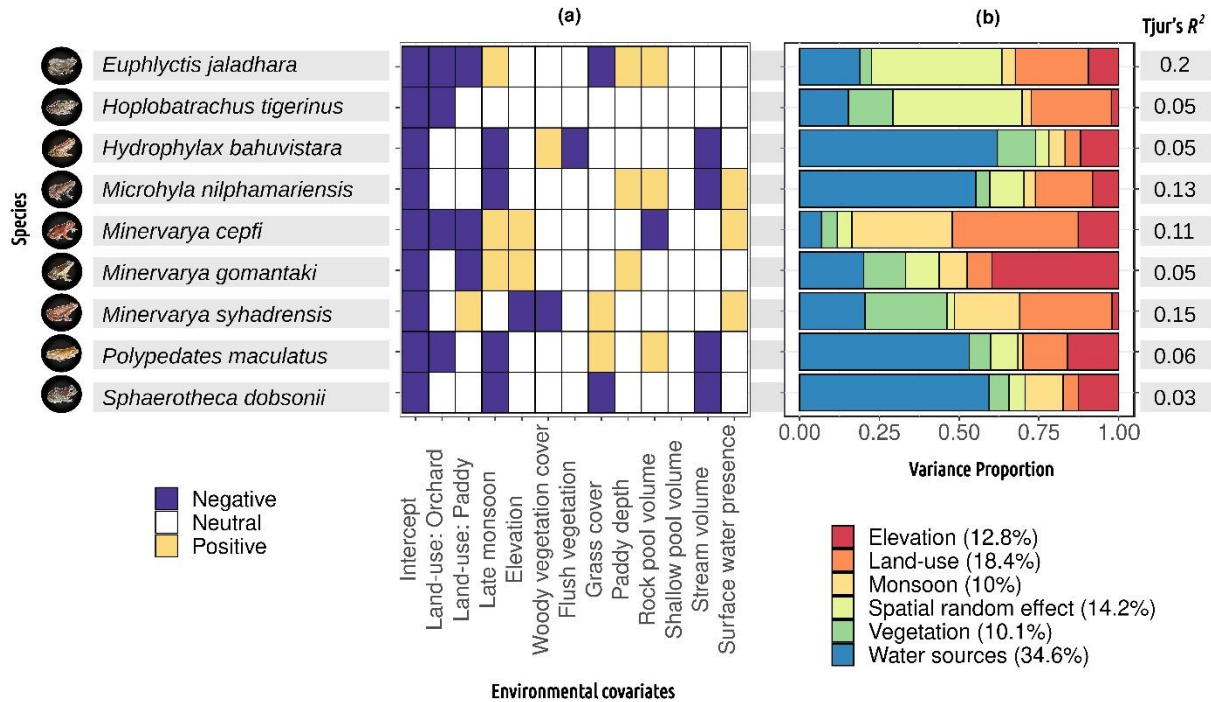 (a)
(b)
Tjur's R²
Species
Euphlyctis jaladhara
0.2
Hoplobatrachus tigerinus
0.05
Hydrophylax bahuvistara
0.05
Microhyla nilphamariensis
0.13
Minervarya cepfi
0.11
Minervarya gomantaki
0.05
Minervarya syhadrensis
0.15
Polypedates maculatus
0.06
Sphaerotheca dobsonii
0.03
0.00 0.25 0.50 0.75 1.00
Variance Proportion
Negative
Neutral
Positive
Intercept
Land-use: Orchard
Land-use: Paddy
Late monsoon
Elevation
Woody vegetation cover
Flush vegetation
Grass cover
Paddy depth
Rock pool volume
Shallow pool volume
Stream volume
Surface water presence
Environmental covariates
Elevation (12.8%)
Land-use (18.4%)
Monsoon (10%)
Spatial random effect (14.2%)
Vegetation (10.1%)
Water sources (34.6%)